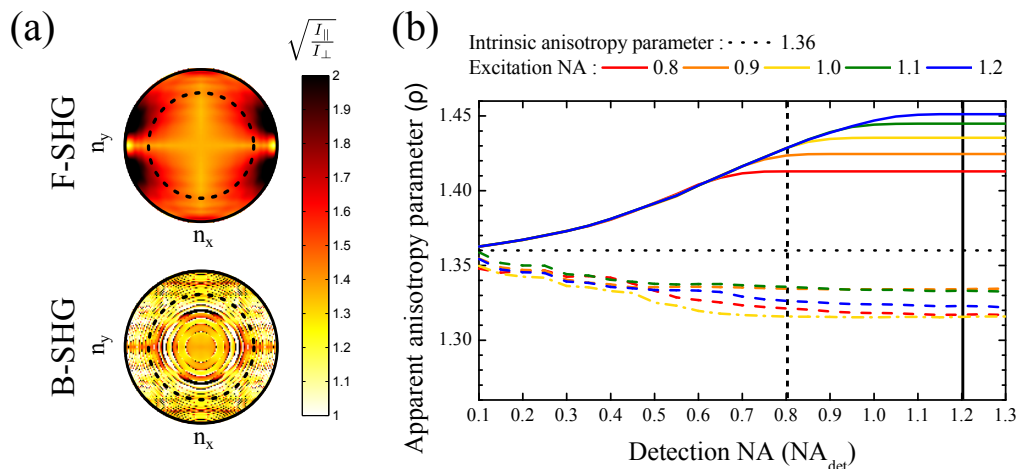 (a)
F-SHG
n_y
n_x
√(I_∥/I_⊥)
2
1.9
1.8
1.7
1.6
1.5
1.4
1.3
1.2
1.1
1
B-SHG
n_y
n_x
(b)
Intrinsic anisotropy parameter : 1.36
Excitation NA : 0.8 0.9 1.0 1.1 1.2
Apparent anisotropy parameter (ρ)
1.45
1.40
1.35
1.30
0.1 0.2 0.3 0.4 0.5 0.6 0.7 0.8 0.9 1.0 1.1 1.2 1.3
Detection NA (NA_det)